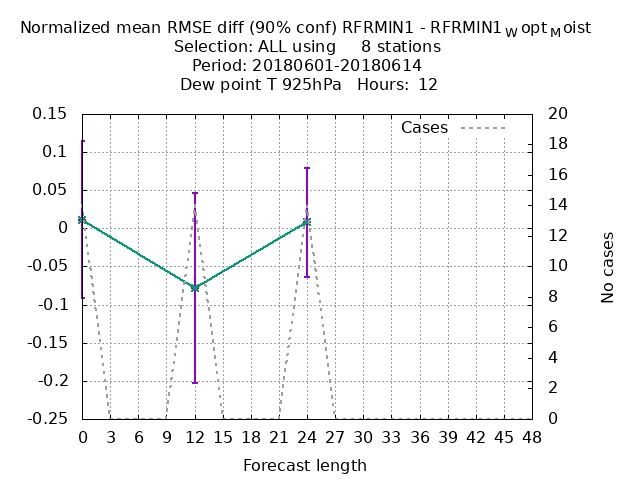 Normalized mean RMSE diff (90% conf) RFRMIN1 - RFRMIN1WoptMoist
Selection: ALL using 8 stations
Period: 20180601-20180614
Dew point T 925hPa Hours: 12
Cases
0.15
0.1
0.05
0
-0.05
-0.1
-0.15
-0.2
-0.25
20
18
16
14
12
10
8
6
4
2
0
No cases
0 3 6 9 12 15 18 21 24 27 30 33 36 39 42 45 48
Forecast length